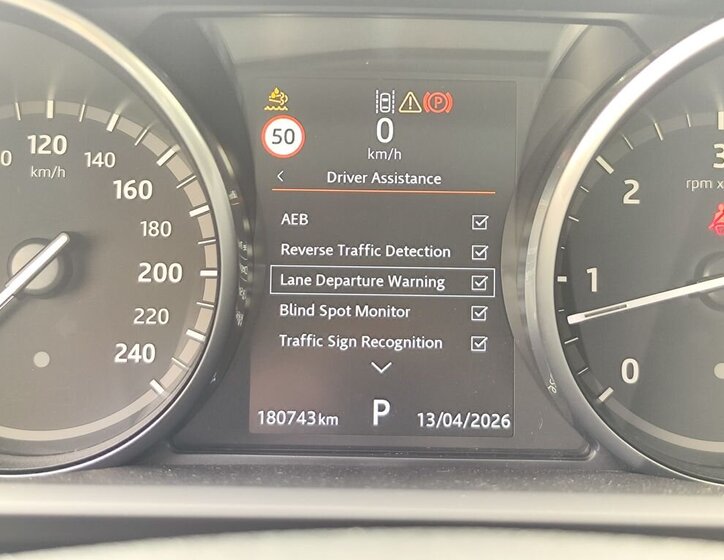 120
140
km/h
160
180
200
220
240
50
P
0
km/h
Driver Assistance
AEB
Reverse Traffic Detection
Lane Departure Warning
Blind Spot Monitor
Traffic Sign Recognition
180743km
P
13/04/2026
3
rpm x
2
1
0